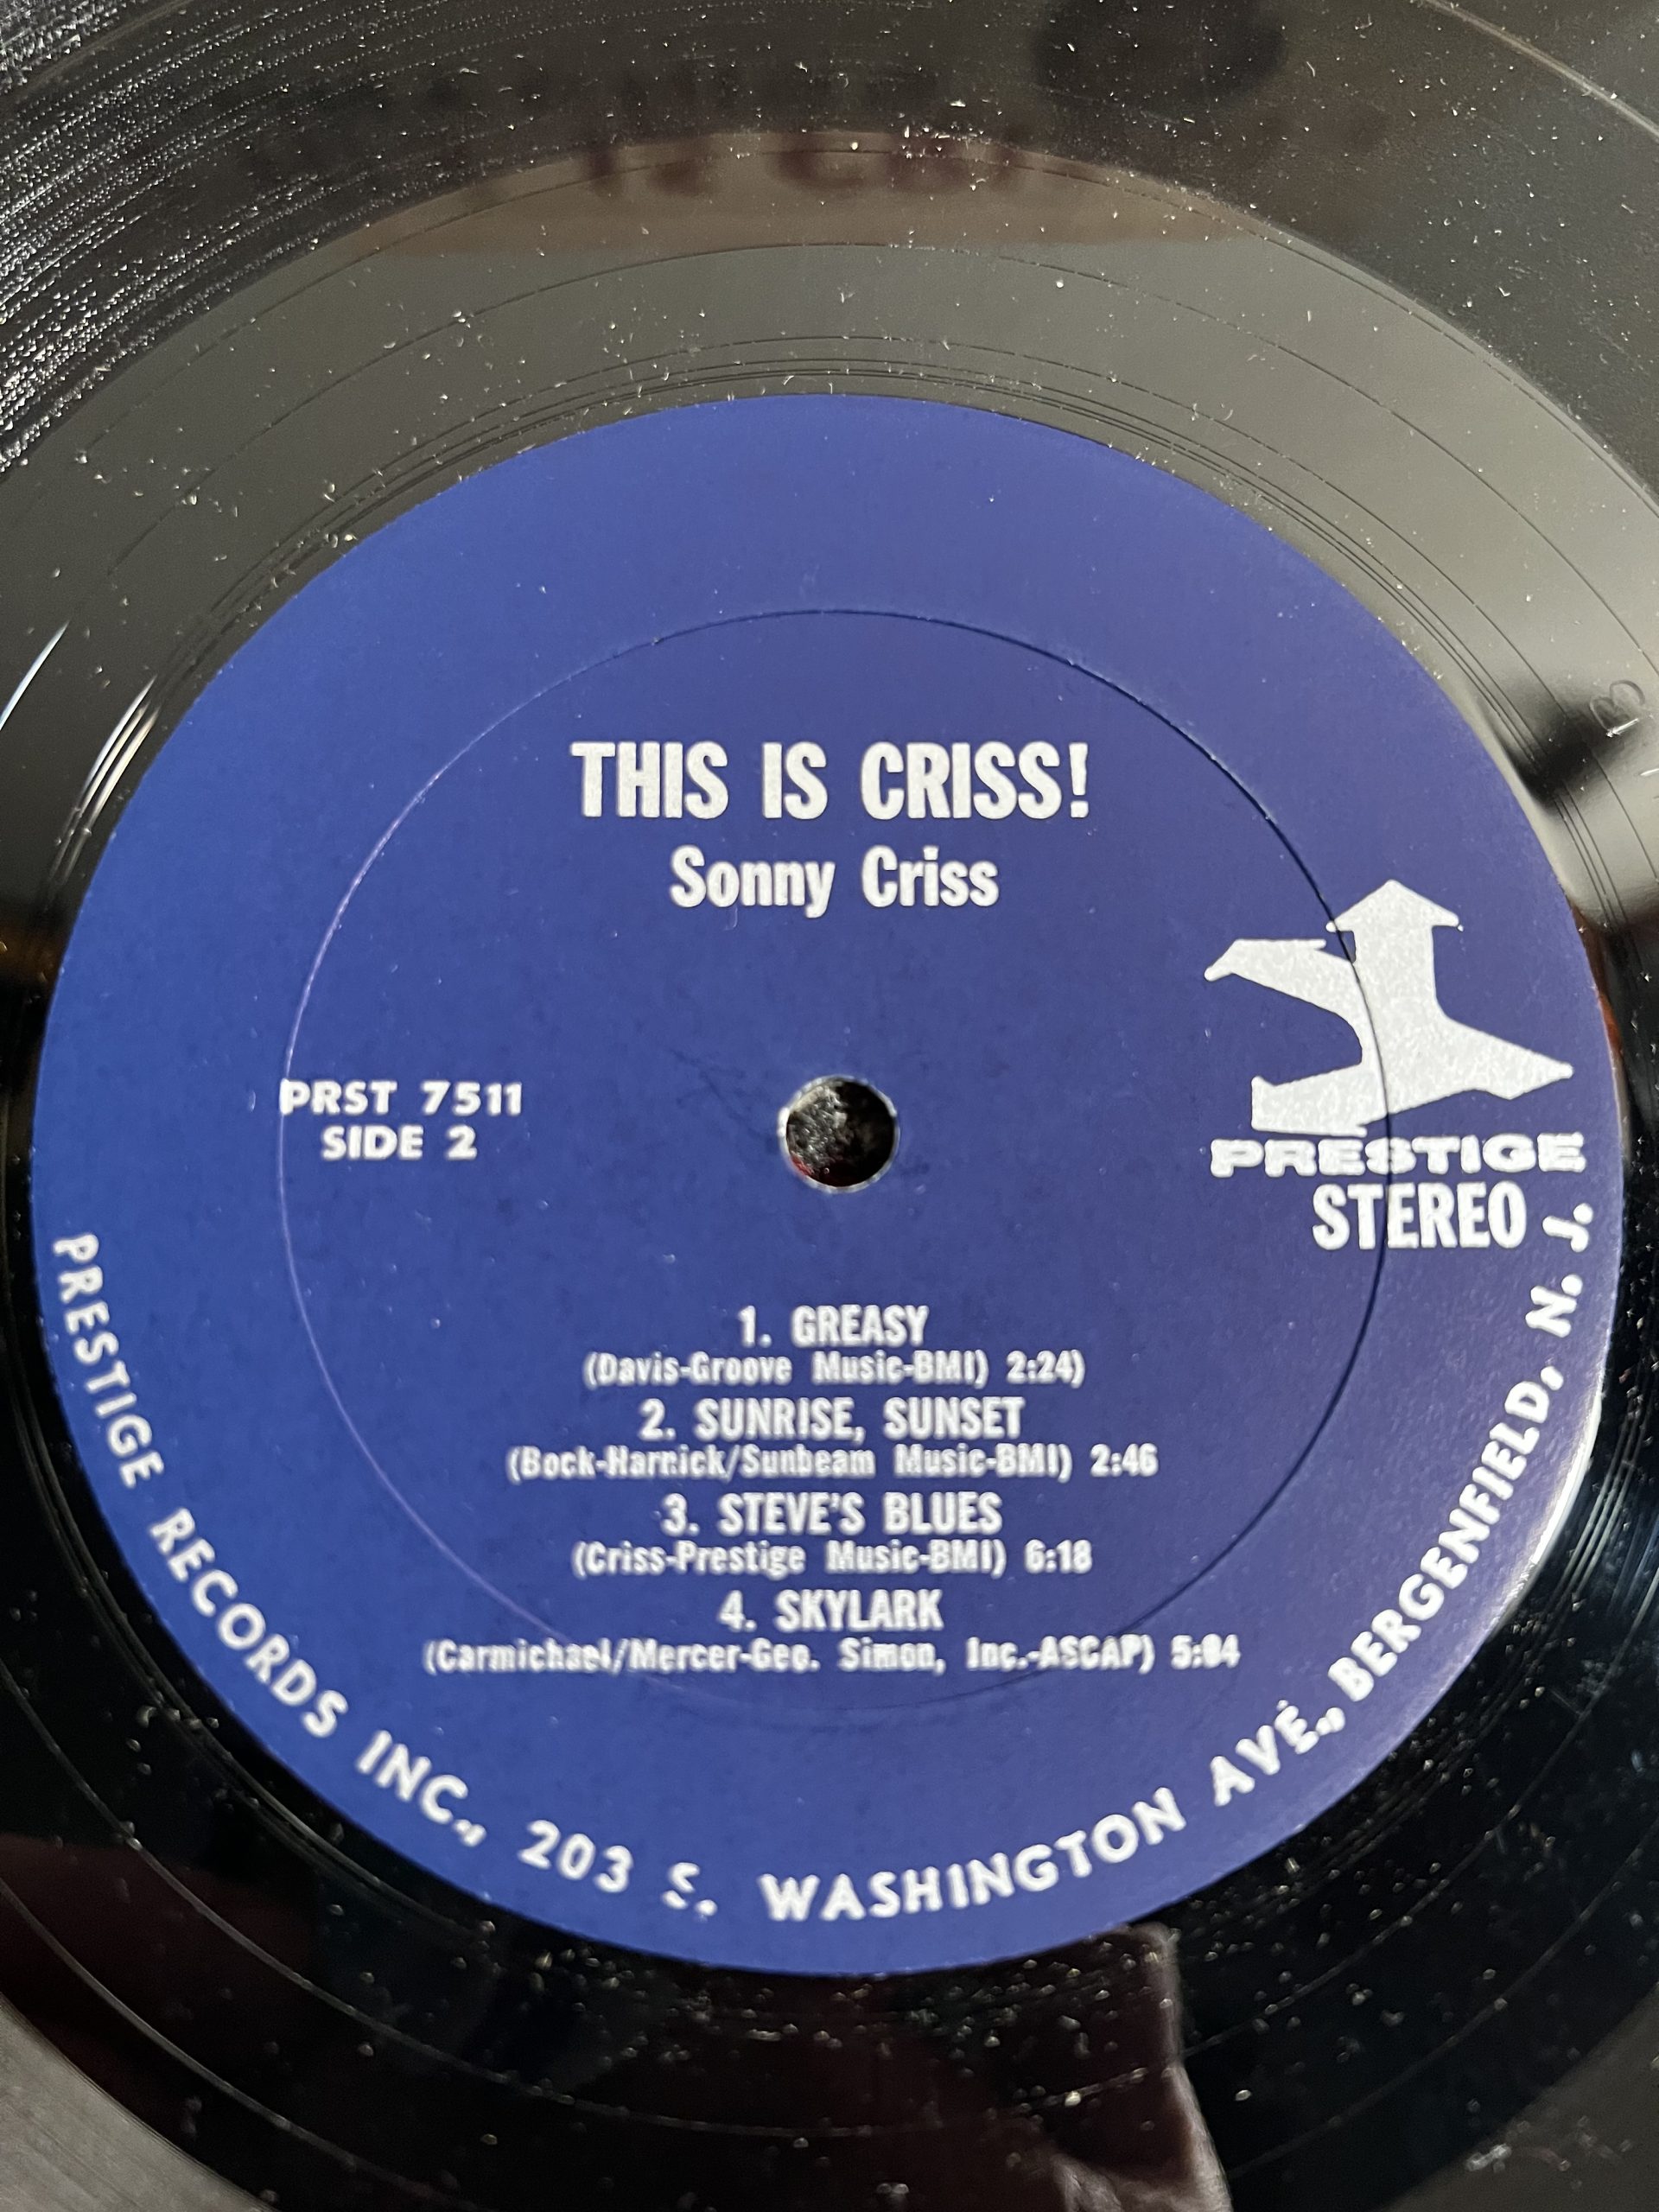 THIS IS CRISS!
Sonny Criss
PRST 7511
SIDE 2
PRESTIGE
STEREO
1. GREASY
(Davis-Groove Music-BMI) 2:24)
2. SUNRISE, SUNSET
(Bock-Harnick/Sunbeam Music-BMI) 2:46
3. STEVE'S BLUES
(Criss-Prestige Music-BMI) 6:18
4. SKYLARK
(Carmichael/Mercer-Geo. Simon, Inc.-ASCAP) 5:04
PRESTIGE RECORDS INC., 203 S. WASHINGTON AVE., BERGENFIELD, N. J.